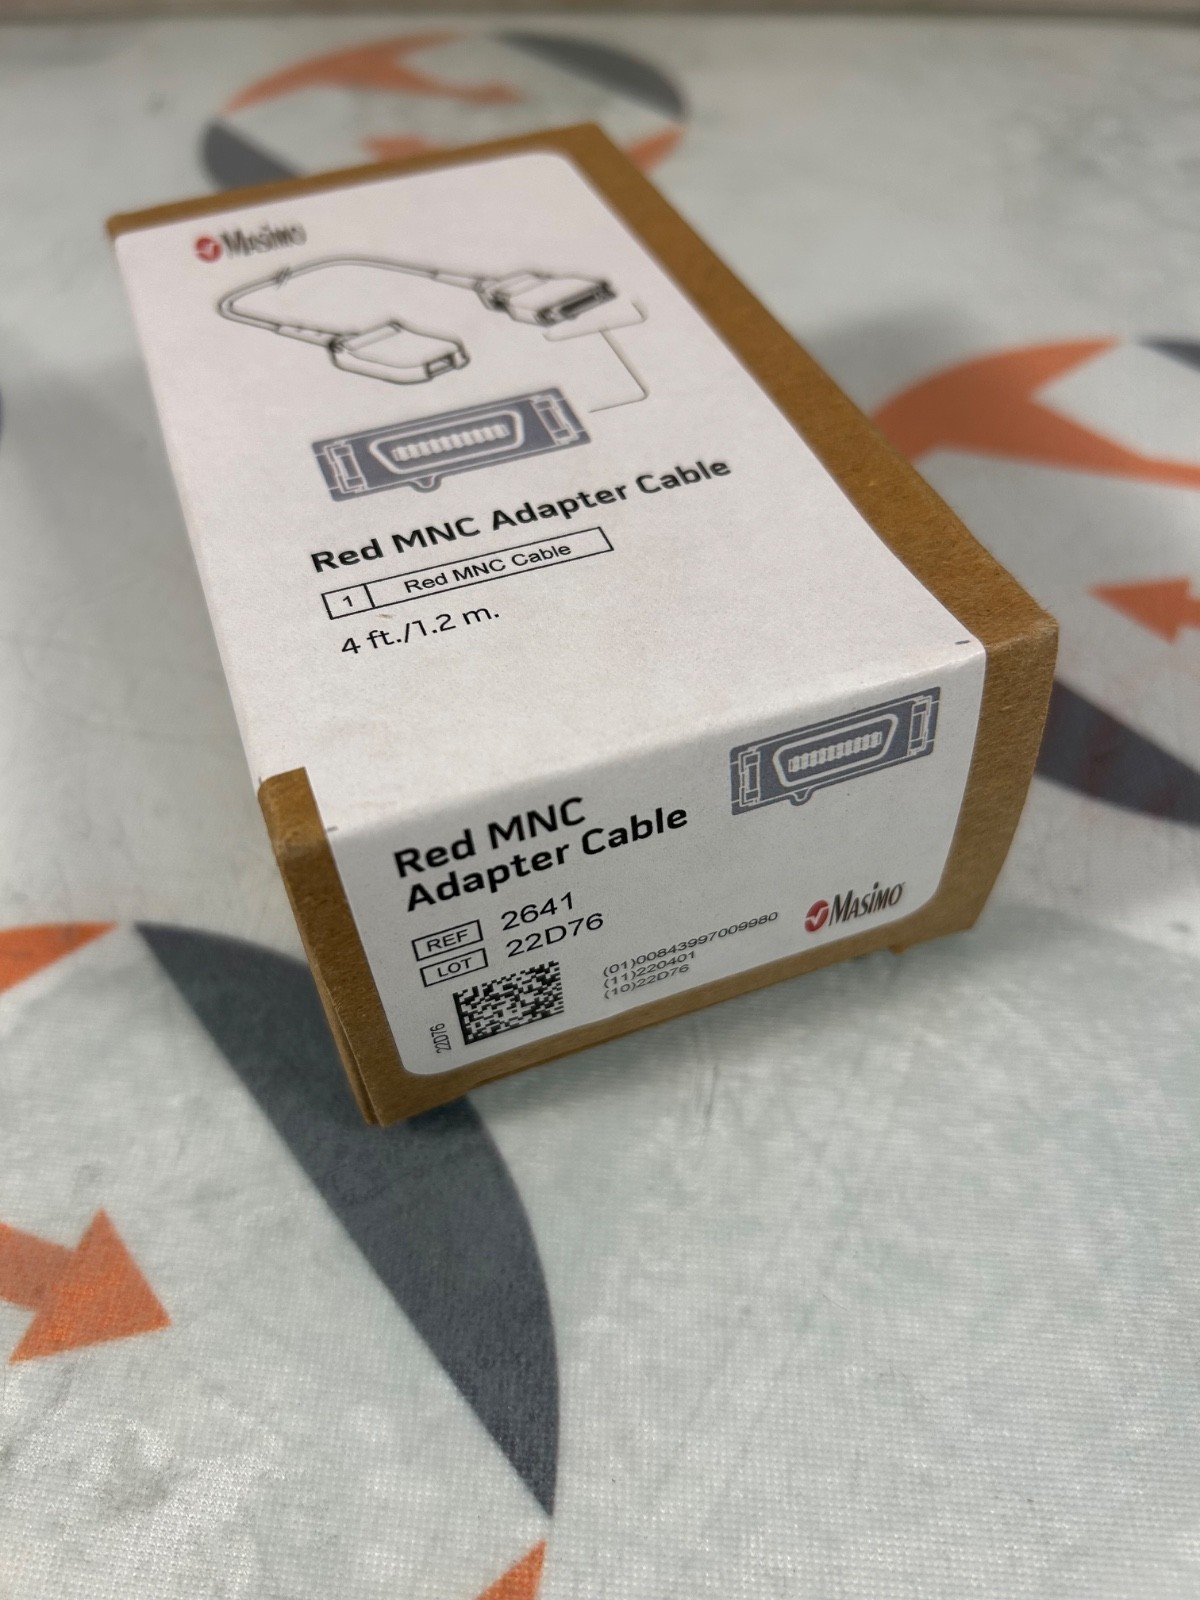 Masimo
Red MNC Adapter Cable
1 Red MNC Cable
4 ft./1.2 m.
Red MNC
Adapter Cable
REF 2641
LOT 22D76
22D76
(01)00843997009980
(11)220401
(10)22D76
Masimo